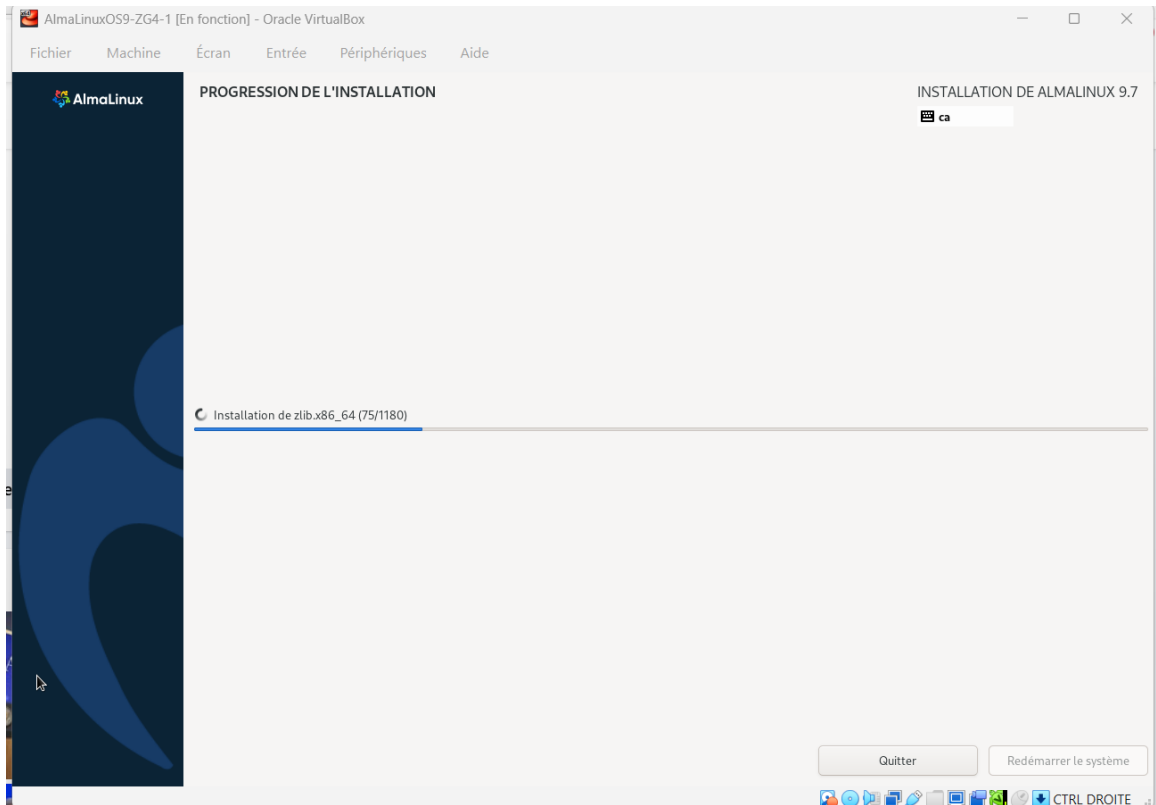 AlmaLinuxOS9-ZG4-1 [En fonction] - Oracle VirtualBox
Fichier Machine Écran Entrée Périphériques Aide
AlmaLinux
PROGRESSION DE L'INSTALLATION
INSTALLATION DE ALMALINUX 9.7
ca
Installation de zlib.x86_64 (75/1180)
Quitter
Redémarrer le système
CTRL DROITE